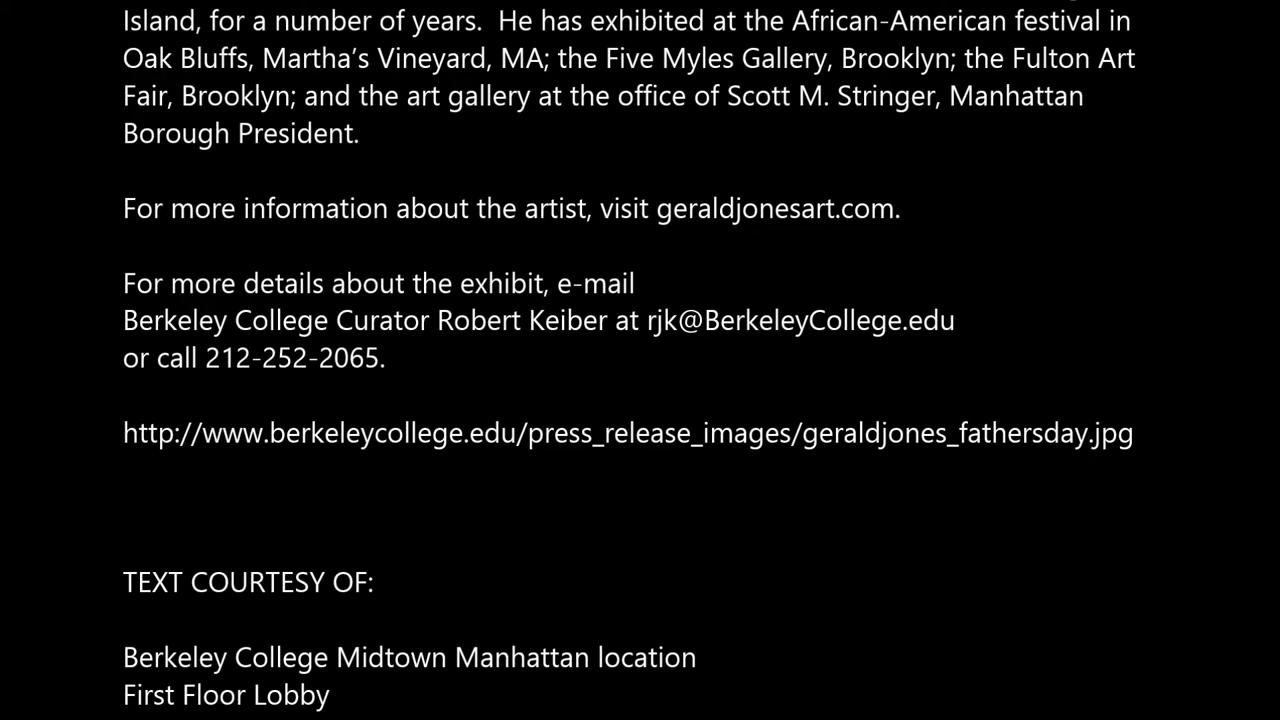 Island, for a number of years.  He has exhibited at the African-American festival in
Oak Bluffs, Martha’s Vineyard, MA; the Five Myles Gallery, Brooklyn; the Fulton Art
Fair, Brooklyn; and the art gallery at the office of Scott M. Stringer, Manhattan
Borough President.
For more information about the artist, visit geraldjonesart.com.
For more details about the exhibit, e-mail
Berkeley College Curator Robert Keiber at rjk@BerkeleyCollege.edu
or call 212-252-2065.
http://www.berkeleycollege.edu/press_release_images/geraldjones_fathersday.jpg
TEXT COURTESY OF:
Berkeley College Midtown Manhattan location
First Floor Lobby